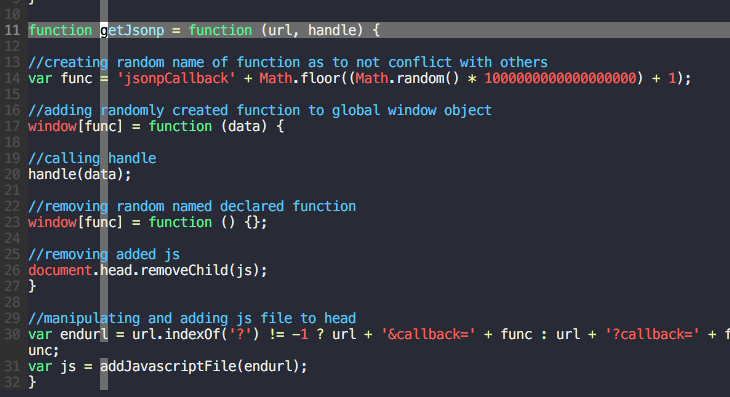 }
10
11 function getJsonp = function (url, handle) {
12
13 //creating random name of function as to not conflict with others
14 var func = 'jsonpCallback' + Math.floor((Math.random() * 1000000000000000000) + 1);
15
16 //adding randomly created function to global window object
17 window[func] = function (data) {
18
19 //calling handle
20 handle(data);
21
22 //removing random named declared function
23 window[func] = function () {};
24
25 //removing added js
26 document.head.removeChild(js);
27 }
28
29 //manipulating and adding js file to head
30 var endurl = url.indexOf('?') != -1 ? url + '&callback=' + func : url + '?callback=' + f
unc;
31 var js = addJavascriptFile(endurl);
32 }